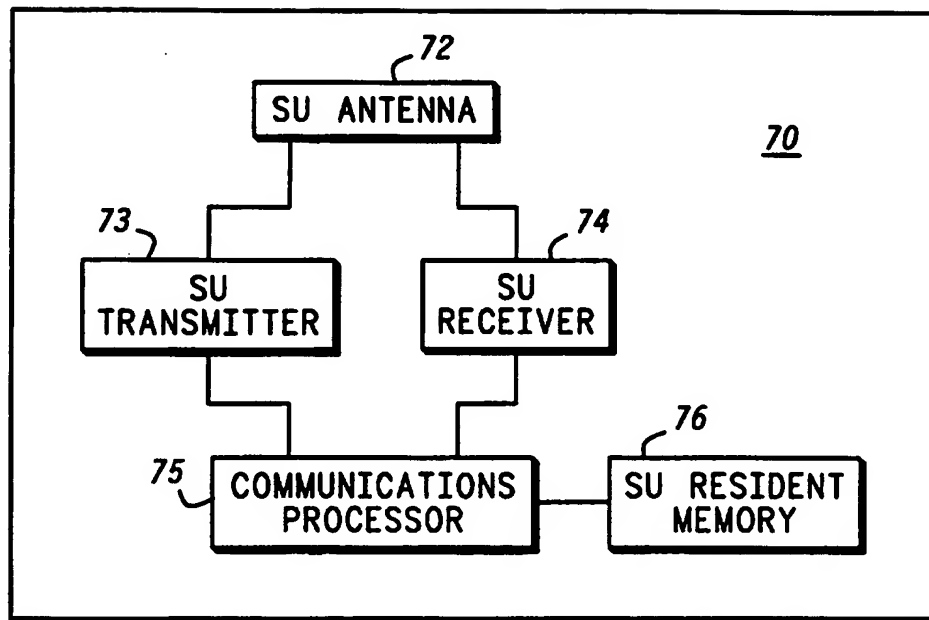 72
SU ANTENNA
70
73
74
SU
TRANSMITTER
SU
RECEIVER
75
COMMUNICATIONS
PROCESSOR
76
SU RESIDENT
MEMORY